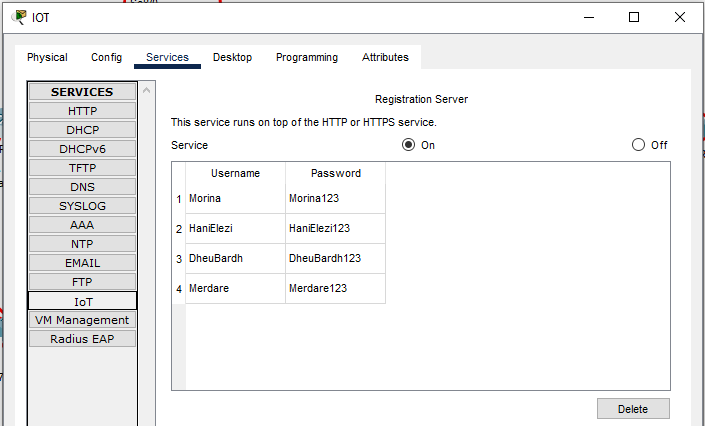 IOT
Physical Config Services Desktop Programming Attributes
SERVICES
HTTP
DHCP
DHCPv6
TFTP
DNS
SYSLOG
AAA
NTP
EMAIL
FTP
IoT
VM Management
Radius EAP
Registration Server
This service runs on top of the HTTP or HTTPS service.
Service On Off
Username Password
1 Morina Morina123
2 HaniElezi HaniElezi123
3 DheuBardh DheuBardh123
4 Merdare Merdare123
Delete